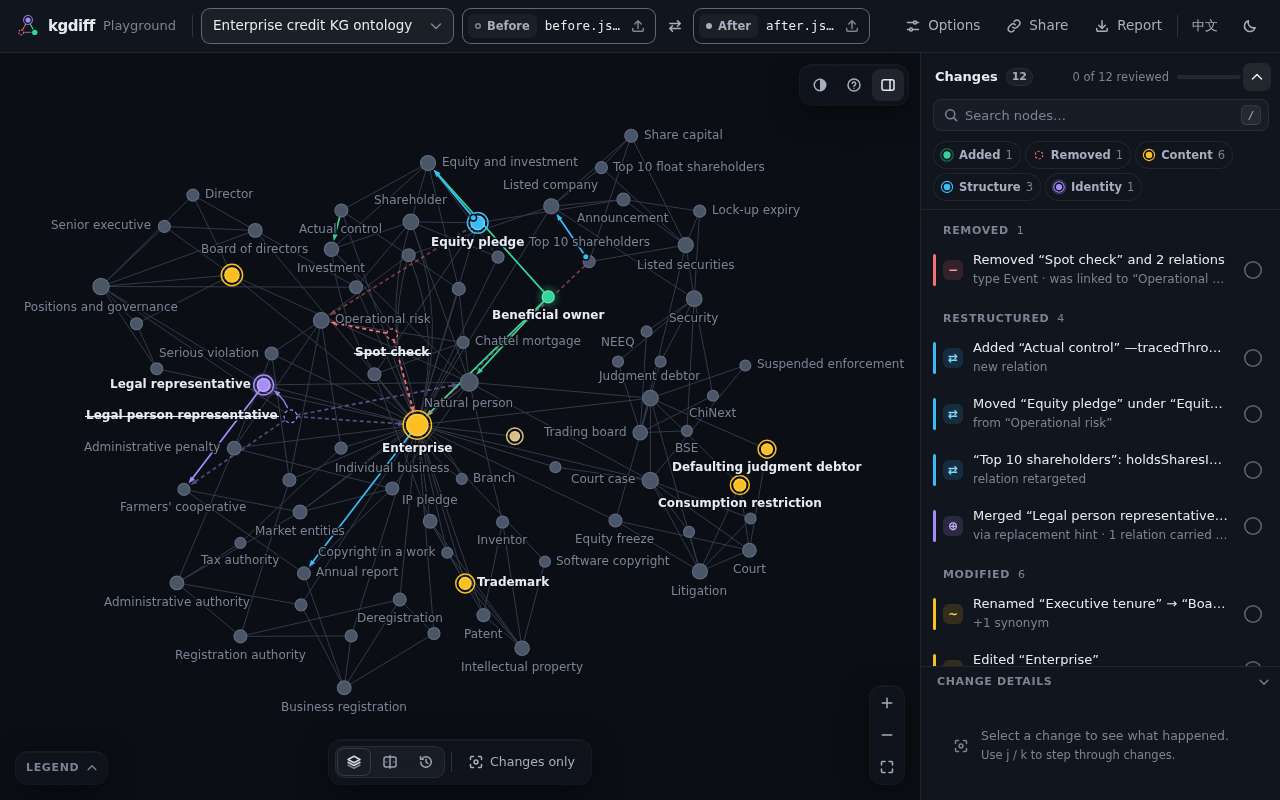 kgdiff Playground
Enterprise credit KG ontology
Before before.js…
After after.js…
Options
Share
Report
中文
Changes 12
0 of 12 reviewed
Search nodes…
/
Added 1
Removed 1
Content 6
Structure 3
Identity 1
REMOVED 1
Removed “Spot check” and 2 relations
type Event · was linked to “Operational …
RESTRUCTURED 4
Added “Actual control” —tracedThro…
new relation
Moved “Equity pledge” under “Equit…
from “Operational risk”
“Top 10 shareholders”: holdsSharesI…
relation retargeted
Merged “Legal person representative…
via replacement hint · 1 relation carried …
MODIFIED 6
Renamed “Executive tenure” → “Boa…
+1 synonym
Edited “Enterprise”
CHANGE DETAILS
Select a change to see what happened.
Use j / k to step through changes.
Share capital
Equity and investment
Top 10 float shareholders
Director
Shareholder
Listed company
Senior executive
Actual control
Announcement
Lock-up expiry
Board of directors
Equity pledge
Top 10 shareholders
Investment
Listed securities
Positions and governance
Operational risk
Beneficial owner
Security
Serious violation
Spot check
Chattel mortgage
NEEQ
Judgment debtor
Suspended enforcement
Legal representative
Natural person
Legal person representative
ChiNext
Administrative penalty
Enterprise
Trading board
BSE
Individual business
Branch
Court case
Defaulting judgment debtor
Farmers' cooperative
IP pledge
Consumption restriction
Market entities
Inventor
Equity freeze
Tax authority
Copyright in a work
Software copyright
Court
Annual report
Trademark
Litigation
Administrative authority
Deregistration
Patent
Registration authority
Intellectual property
Business registration
LEGEND
Changes only